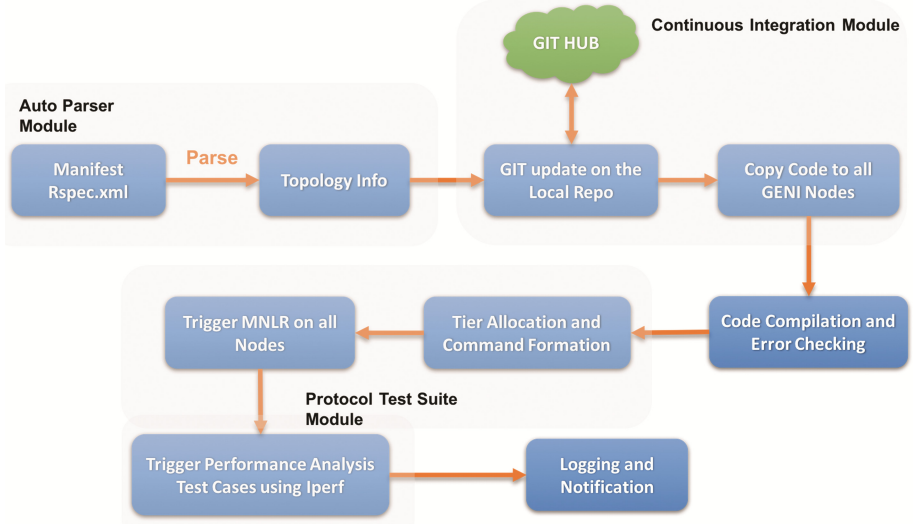 Continuous Integration Module
GIT HUB
Auto Parser
Module
Manifest
Rspec.xml
Parse
Topology Info
GIT update on the
Local Repo
Copy Code to all
GENI Nodes
Trigger MNLR on all
Nodes
Tier Allocation and
Command Formation
Code Compilation and
Error Checking
Protocol Test Suite
Module
Trigger Performance Analysis
Test Cases using Iperf
Logging and
Notification